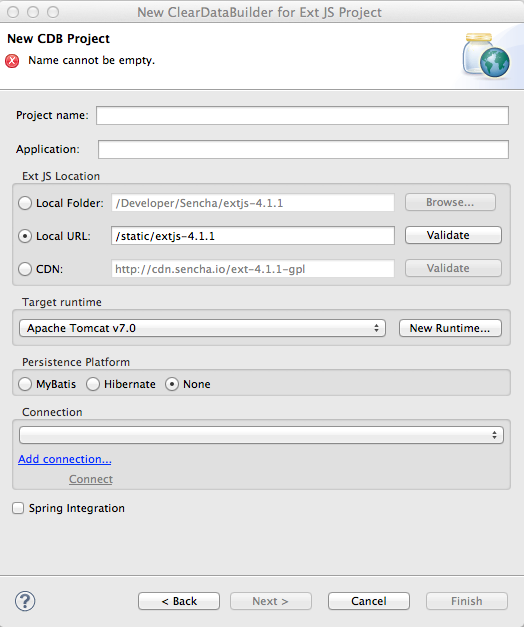 New ClearDataBuilder for Ext JS Project
New CDB Project
Name cannot be empty.
Project name:
Application:
Ext JS Location
Local Folder: /Developer/Sencha/extjs-4.1.1 Browse...
Local URL: /static/extjs-4.1.1 Validate
CDN: http://cdn.sencha.io/ext-4.1.1-gpl Validate
Target runtime
Apache Tomcat v7.0 New Runtime...
Persistence Platform
MyBatis Hibernate None
Connection
Add connection...
Connect
Spring Integration
? < Back Next > Cancel Finish